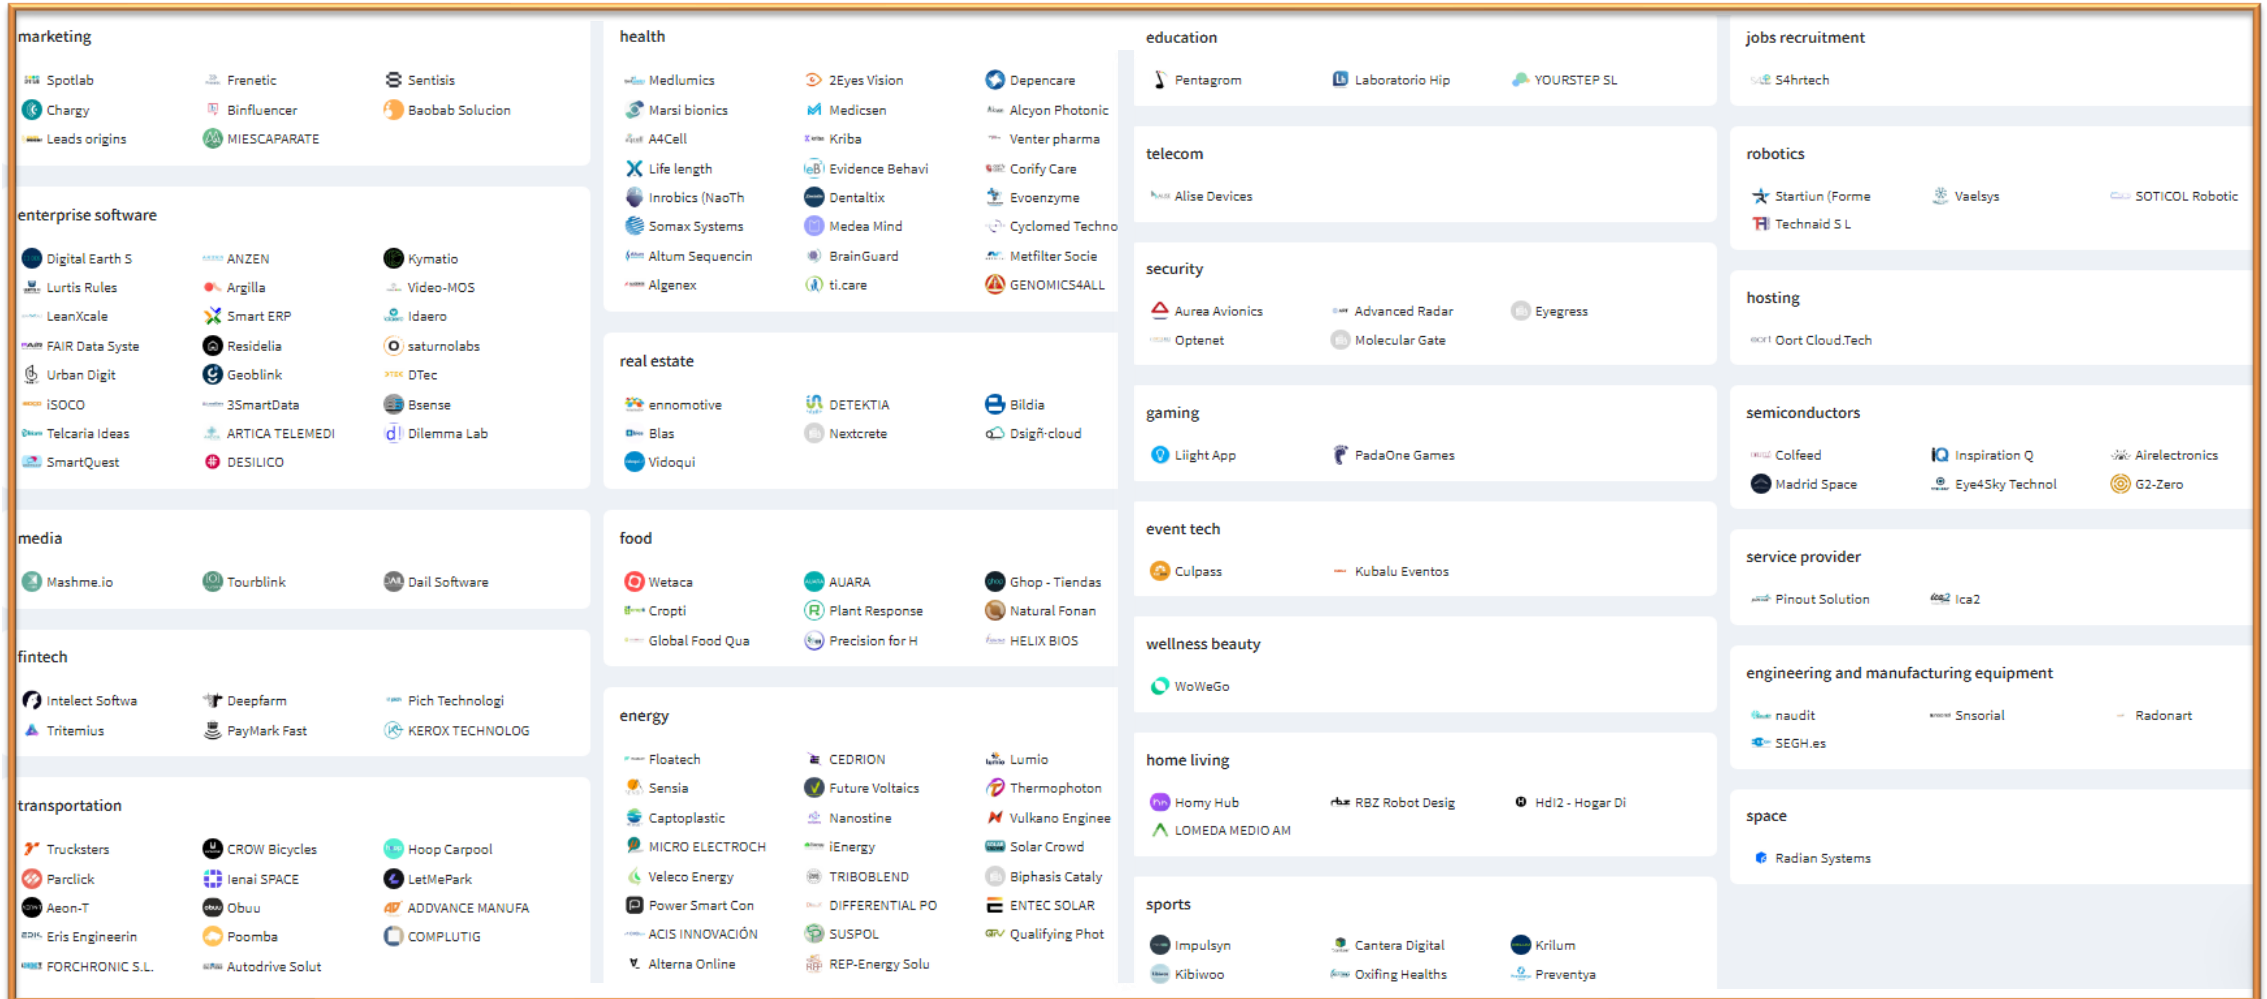 marketing
Spotlab Frenetic Sentisis
Chargy Binfluencer Baobab Solucion
Leads origins MIESCAPARATE
enterprise software
Digital Earth S ANZEN Kymatio
Lurtis Rules Argilla Video-MOS
LeanXcale Smart ERP Idaero
FAIR Data Syste Residelia saturnolabs
Urban Digit Geoblink DTec
iSOCO 3SmartData Bsense
Telcaria Ideas ARTICA TELEMEDI Dilemma Lab
SmartQuest DESILICO
media
Mashme.io Tourblink Dail Software
fintech
Intelect Softwa Deepfarm Pich Technologi
Tritemius PayMark Fast KEROX TECHNOLOG
transportation
Trucksters CROW Bicycles Hoop Carpool
Parclick Ienai SPACE LetMePark
Aeon-T Obuu ADDVANCE MANUFA
Eris Engineerin Poomba COMPLUTIG
FORCHRONIC S.L. Autodrive Solut
health
Medlumics 2Eyes Vision Depencare
Marsi bionics Medicsen Alcyon Photonic
A4Cell Kriba Venter pharma
Life length Evidence Behavi Corify Care
Inrobics (NaoTh Dentaltix Evoenzyme
Somax Systems Medea Mind Cyclomed Techno
Altum Sequencin BrainGuard Metfilter Socie
Algenex ti.care GENOMICS4ALL
real estate
ennomotive DETEKTIA Bildia
Blas Nextcrete Dsigñ·cloud
Vidoqui
food
Wetaca AUARA Ghop - Tiendas
Cropti Plant Response Natural Fonan
Global Food Qua Precision for H HELIX BIOS
energy
Floatech CEDRION Lumio
Sensia Future Voltaics Thermophoton
Captoplastic Nanostine Vulkano Enginee
MICRO ELECTROCH iEnergy Solar Crowd
Veleco Energy TRIBOBLEND Biphasis Cataly
Power Smart Con DIFFERENTIAL PO ENTEC SOLAR
ACIS INNOVACIÓN SUSPOL Qualifying Phot
Alterna Online REP-Energy Solu
education
Pentagrom Laboratorio Hip YOURSTEP SL
telecom
Alise Devices
security
Aurea Avionics Advanced Radar Eyegress
Optenet Molecular Gate
gaming
Liight App PadaOne Games
event tech
Culpass Kubalu Eventos
wellness beauty
WoWeGo
home living
Homy Hub RBZ Robot Desig HdI2 - Hogar Di
LOMEDA MEDIO AM
sports
Impulsyn Cantera Digital Krilum
Kibiwoo Oxifing Healths Preventya
jobs recruitment
S4hrtech
robotics
Startiun (Forme Vaelsys SOTICOL Robotic
Technaid S L
hosting
Oort Cloud.Tech
semiconductors
Colfeed Inspiration Q Airelectronics
Madrid Space Eye4Sky Technol G2-Zero
service provider
Pinout Solution Ica2
engineering and manufacturing equipment
naudit Snsorial Radonart
SEGH.es
space
Radian Systems